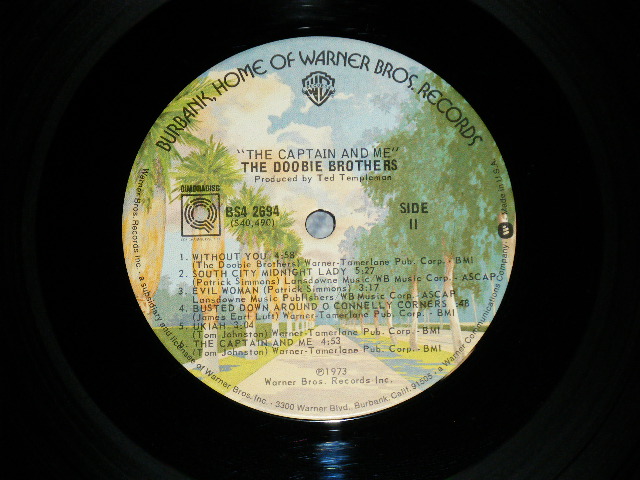 BURBANK, HOME OF WARNER BROS. RECORDS
"THE CAPTAIN AND ME"
THE DOOBIE BROTHERS
Produced by Ted Templeman
QUADRADISC
BS4 2694
(S40,490)
SIDE
II
1. WITHOUT YOU 4:58
(The Doobie Brothers) Warner-Tamerlane Pub. Corp. - BMI
2. SOUTH CITY MIDNIGHT LADY 5:27
(Patrick Simmons) Lansdowne Music, WB Music Corp. - ASCAP
3. EVIL WOMAN (Patrick Simmons) 3:17
Lansdowne Music Publishers/WB Music Corp. - ASCAP
4. BUSTED DOWN AROUND O'CONNELLY CORNERS :48
(James Earl Luft) Warner-Tamerlane Pub. Corp. - BMI
5. UKIAH 3:04
(Tom Johnston) Warner-Tamerlane Pub. Corp. - BMI
THE CAPTAIN AND ME 4:53
(Tom Johnston) Warner-Tamerlane Pub. Corp. - BMI
℗1973
Warner Bros. Records Inc.
Warner Bros. Records Inc. · a subsidiary and licensee of Warner Bros. Inc. · 3300 Warner Blvd., Burbank, Calif. 91505 · a Warner Communications Company
Made in U.S.A.